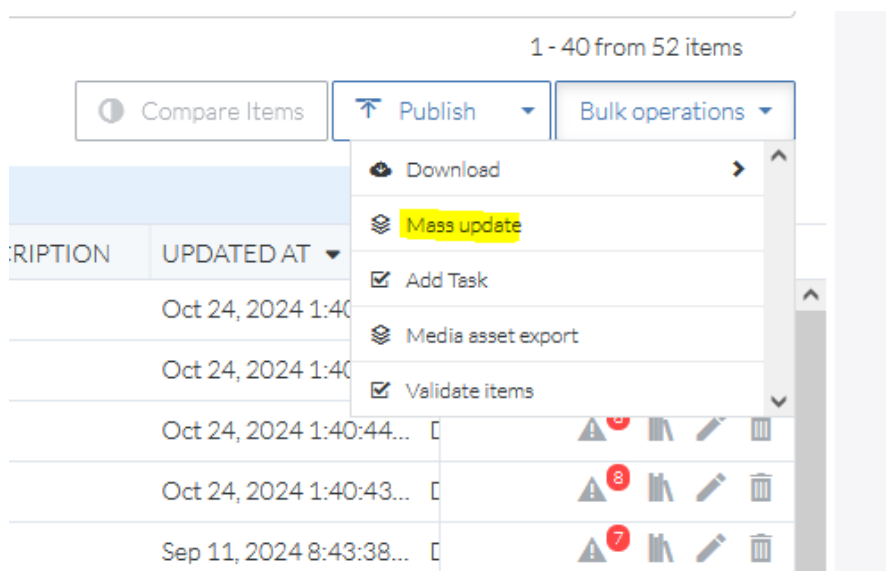 1 - 40 from 52 items
Compare Items
Publish
Bulk operations
Download
Mass update
Add Task
Media asset export
Validate items
RIPTION UPDATED AT
Oct 24, 2024 1:40
Oct 24, 2024 1:40
Oct 24, 2024 1:40:44...
Oct 24, 2024 1:40:43... 8
Sep 11, 2024 8:43:38... 7